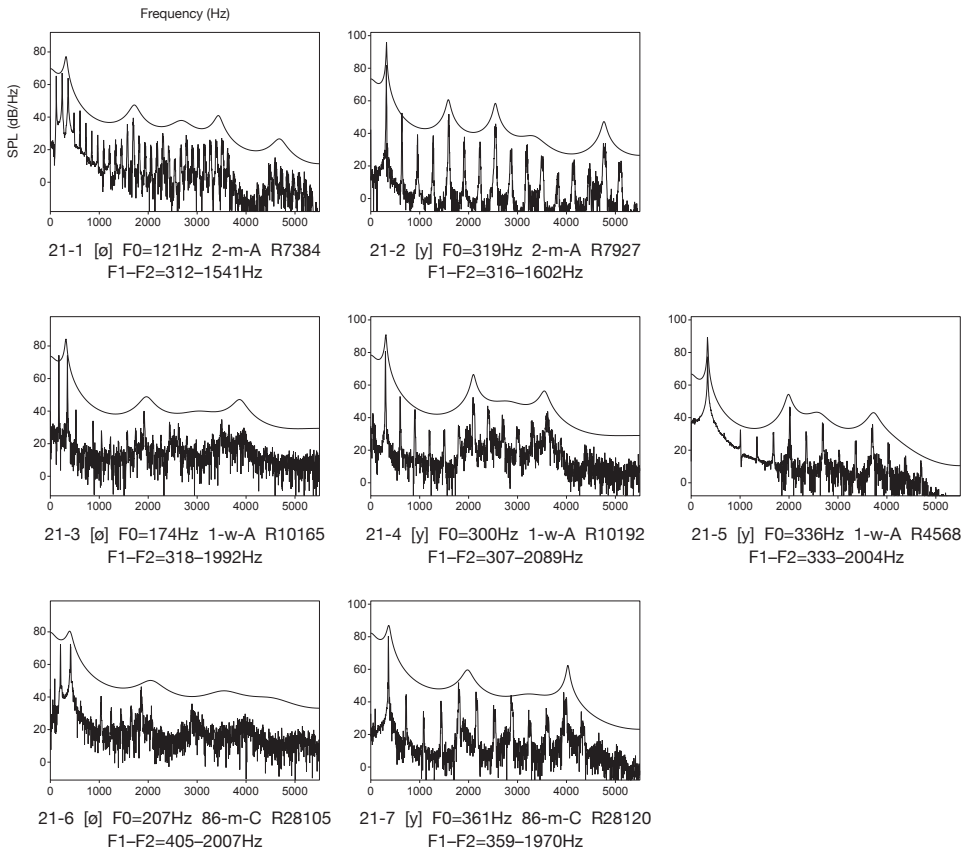 Frequency (Hz)
SPL (dB/Hz)
80
60
40
20
0
0 1000 2000 3000 4000 5000
100
80
60
40
20
0
0 1000 2000 3000 4000 5000
21-1 [ø] F0=121Hz 2-m-A R7384
F1–F2=312–1541Hz
21-2 [y] F0=319Hz 2-m-A R7927
F1–F2=316–1602Hz
80
60
40
20
0
0 1000 2000 3000 4000 5000
100
80
60
40
20
0
0 1000 2000 3000 4000 5000
100
80
60
40
20
0
0 1000 2000 3000 4000 5000
21-3 [ø] F0=174Hz 1-w-A R10165
F1–F2=318–1992Hz
21-4 [y] F0=300Hz 1-w-A R10192
F1–F2=307–2089Hz
21-5 [y] F0=336Hz 1-w-A R4568
F1–F2=333–2004Hz
80
60
40
20
0
0 1000 2000 3000 4000 5000
100
80
60
40
20
0
0 1000 2000 3000 4000 5000
21-6 [ø] F0=207Hz 86-m-C R28105
F1–F2=405–2007Hz
21-7 [y] F0=361Hz 86-m-C R28120
F1–F2=359–1970Hz